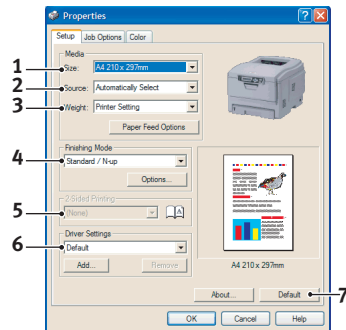 Properties
Setup Job Options Color
Media
1 Size: A4 210 x 297mm
2 Source: Automatically Select
3 Weight: Printer Setting
Paper Feed Options
Finishing Mode
4 Standard / N-up
Options...
2-Sided Printing
5 (None)
Driver Settings
6 Default
Add... Remove
A4 210 x 297mm
About... Default 7
OK Cancel Help